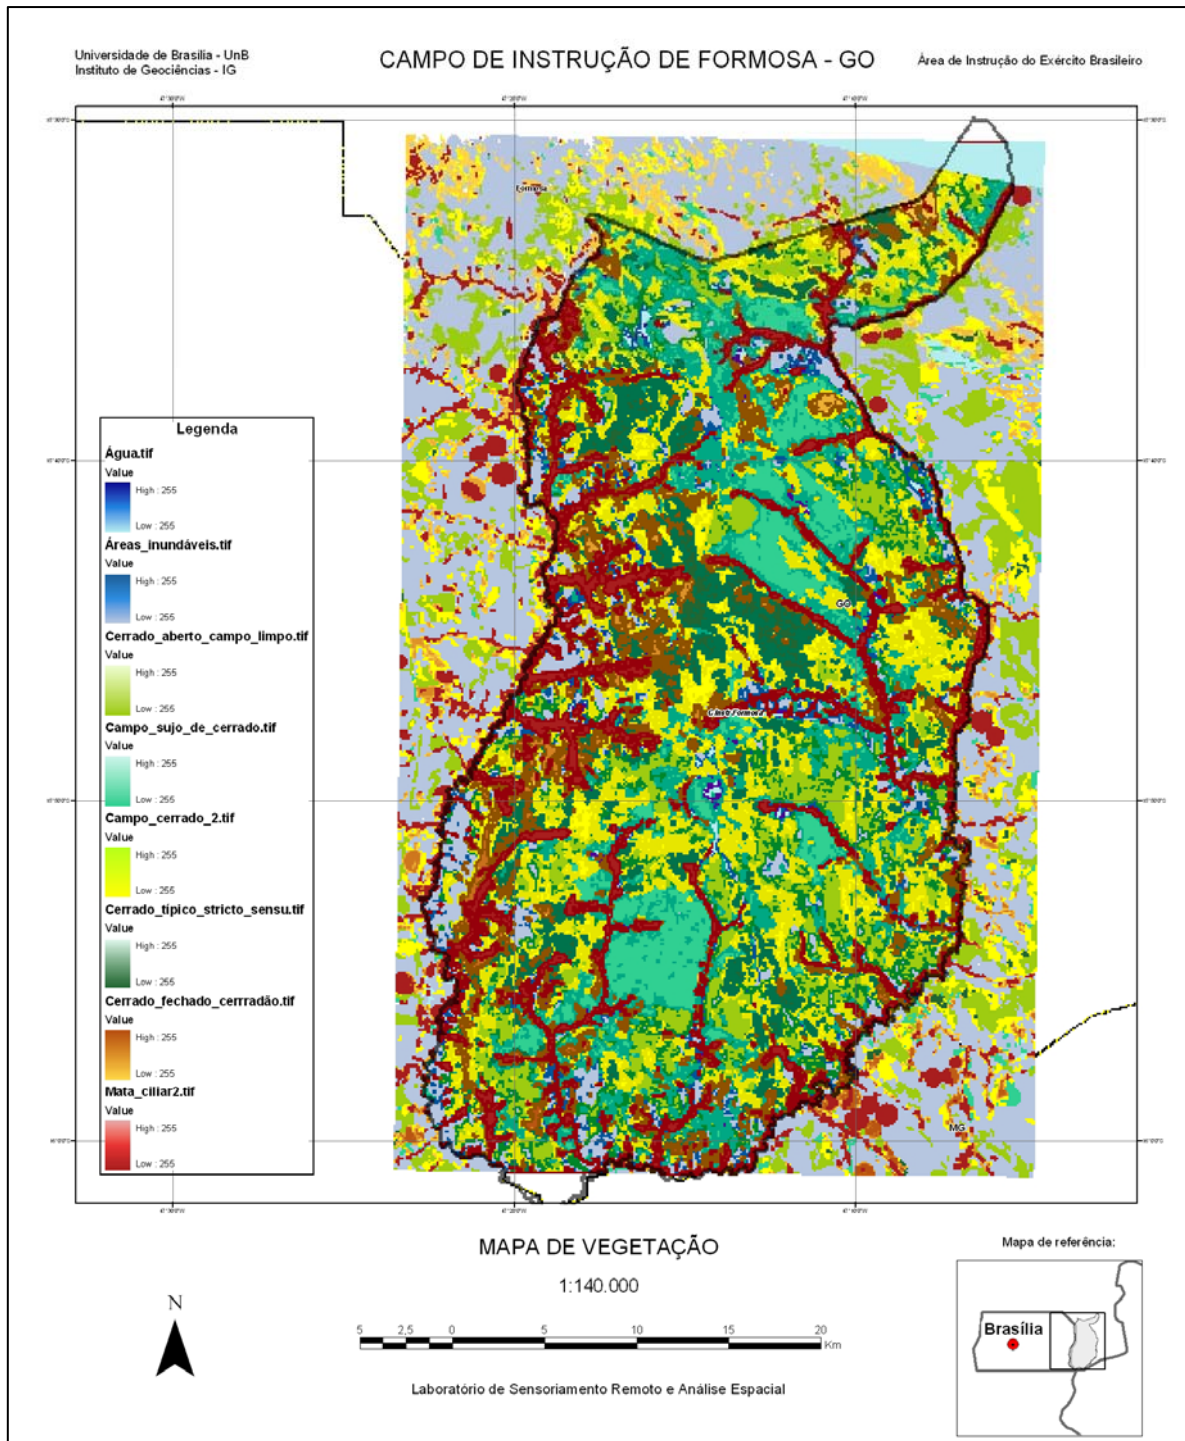 Universidade de Brasília - UnB
Instituto de Geociências - IG
CAMPO DE INSTRUÇÃO DE FORMOSA - GO
Área de Instrução do Exército Brasileiro
Formosa
GO
MG
Legenda
Água.tif
Value
High : 255
Low : 255
Áreas_inundáveis.tif
Value
High : 255
Low : 255
Cerrado_aberto_campo_limpo.tif
Value
High : 255
Low : 255
Campo_sujo_de_cerrado.tif
Value
High : 255
Low : 255
Campo_cerrado_2.tif
Value
High : 255
Low : 255
Cerrado_típico_stricto_sensu.tif
Value
High : 255
Low : 255
Cerrado_fechado_cerrradão.tif
Value
High : 255
Low : 255
Mata_ciliar2.tif
Value
High : 255
Low : 255
MAPA DE VEGETAÇÃO
1:140.000
N
5 2,5 0 5 10 15 20
Km
Laboratório de Sensoriamento Remoto e Análise Espacial
Mapa de referência:
Brasília